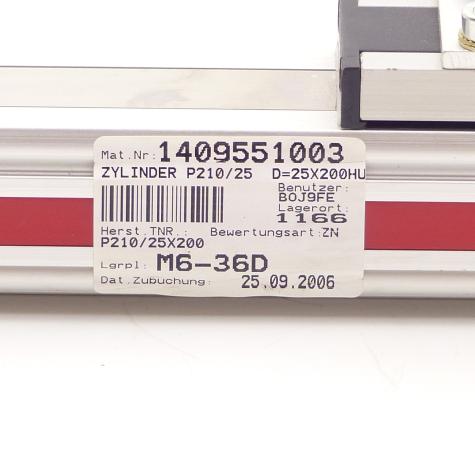 Mat.Nr: 1409551003
ZYLINDER P210/25 D=25X200HU
Benutzer:
BOJ9FE
Lagerort:
1166
Herst.TNR.: Bewertungsart:ZN
P210/25X200
Lgrpl: M6-36D
Dat.Zubuchung: 25.09.2006